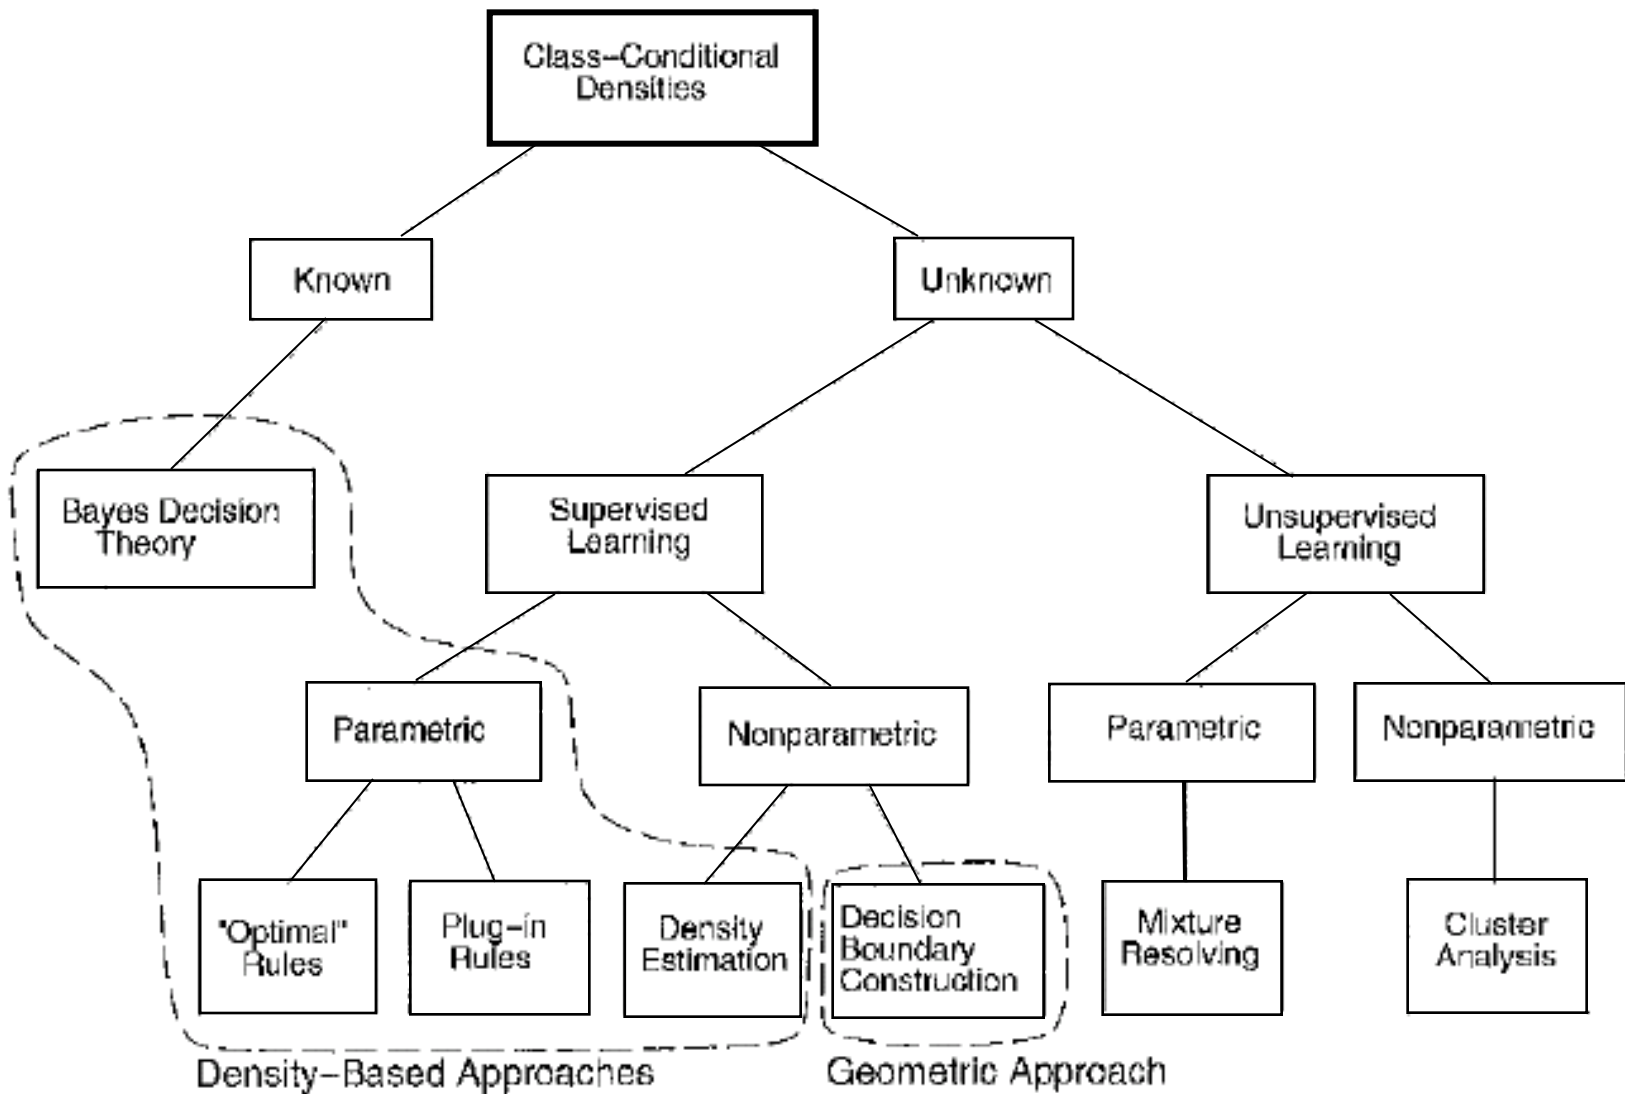 Class-Conditional
Densities
Known
Unknown
Bayes Decision
Theory
Supervised
Learning
Unsupervised
Learning
Parametric
Nonparametric
Parametric
Nonparametric
"Optimal"
Rules
Plug-in
Rules
Density
Estimation
Decision
Boundary
Construction
Mixture
Resolving
Cluster
Analysis
Density-Based Approaches
Geometric Approach